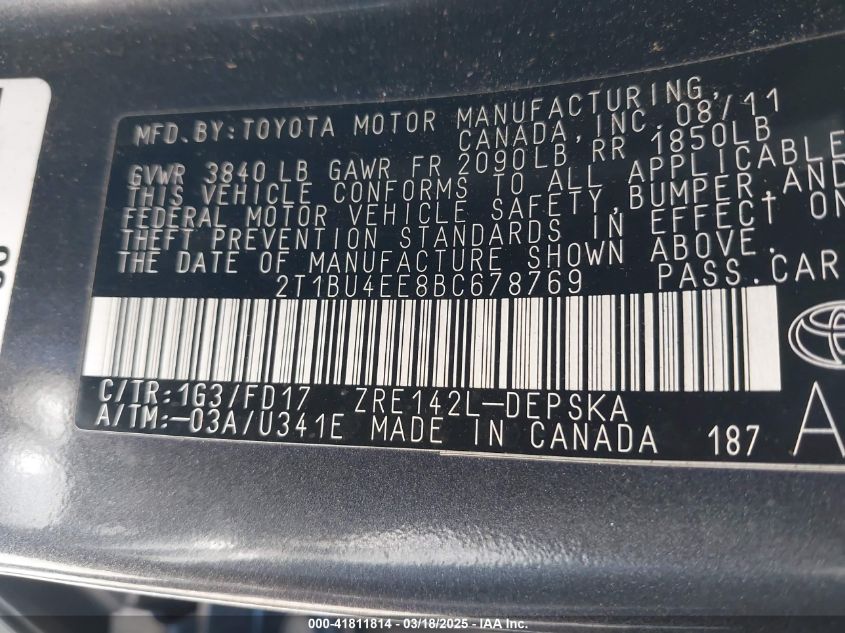 MFD. BY: TOYOTA MOTOR MANUFACTURING,
CANADA, INC. 08/11
GVWR 3840 LB GAWR FR 2090LB RR 1850LB
THIS VEHICLE CONFORMS TO ALL APPLICABLE
FEDERAL MOTOR VEHICLE SAFETY, BUMPER, AND
THEFT PREVENTION STANDARDS IN EFFECT ON
THE DATE OF MANUFACTURE SHOWN ABOVE.
2T1BU4EE8BC678769 PASS. CAR
C/TR: 1G3/FD17 ZRE142L-DEPSKA
A/TM: -03A/U341E MADE IN CANADA 187 A
000-41811814 - 03/18/2025 - IAA Inc.